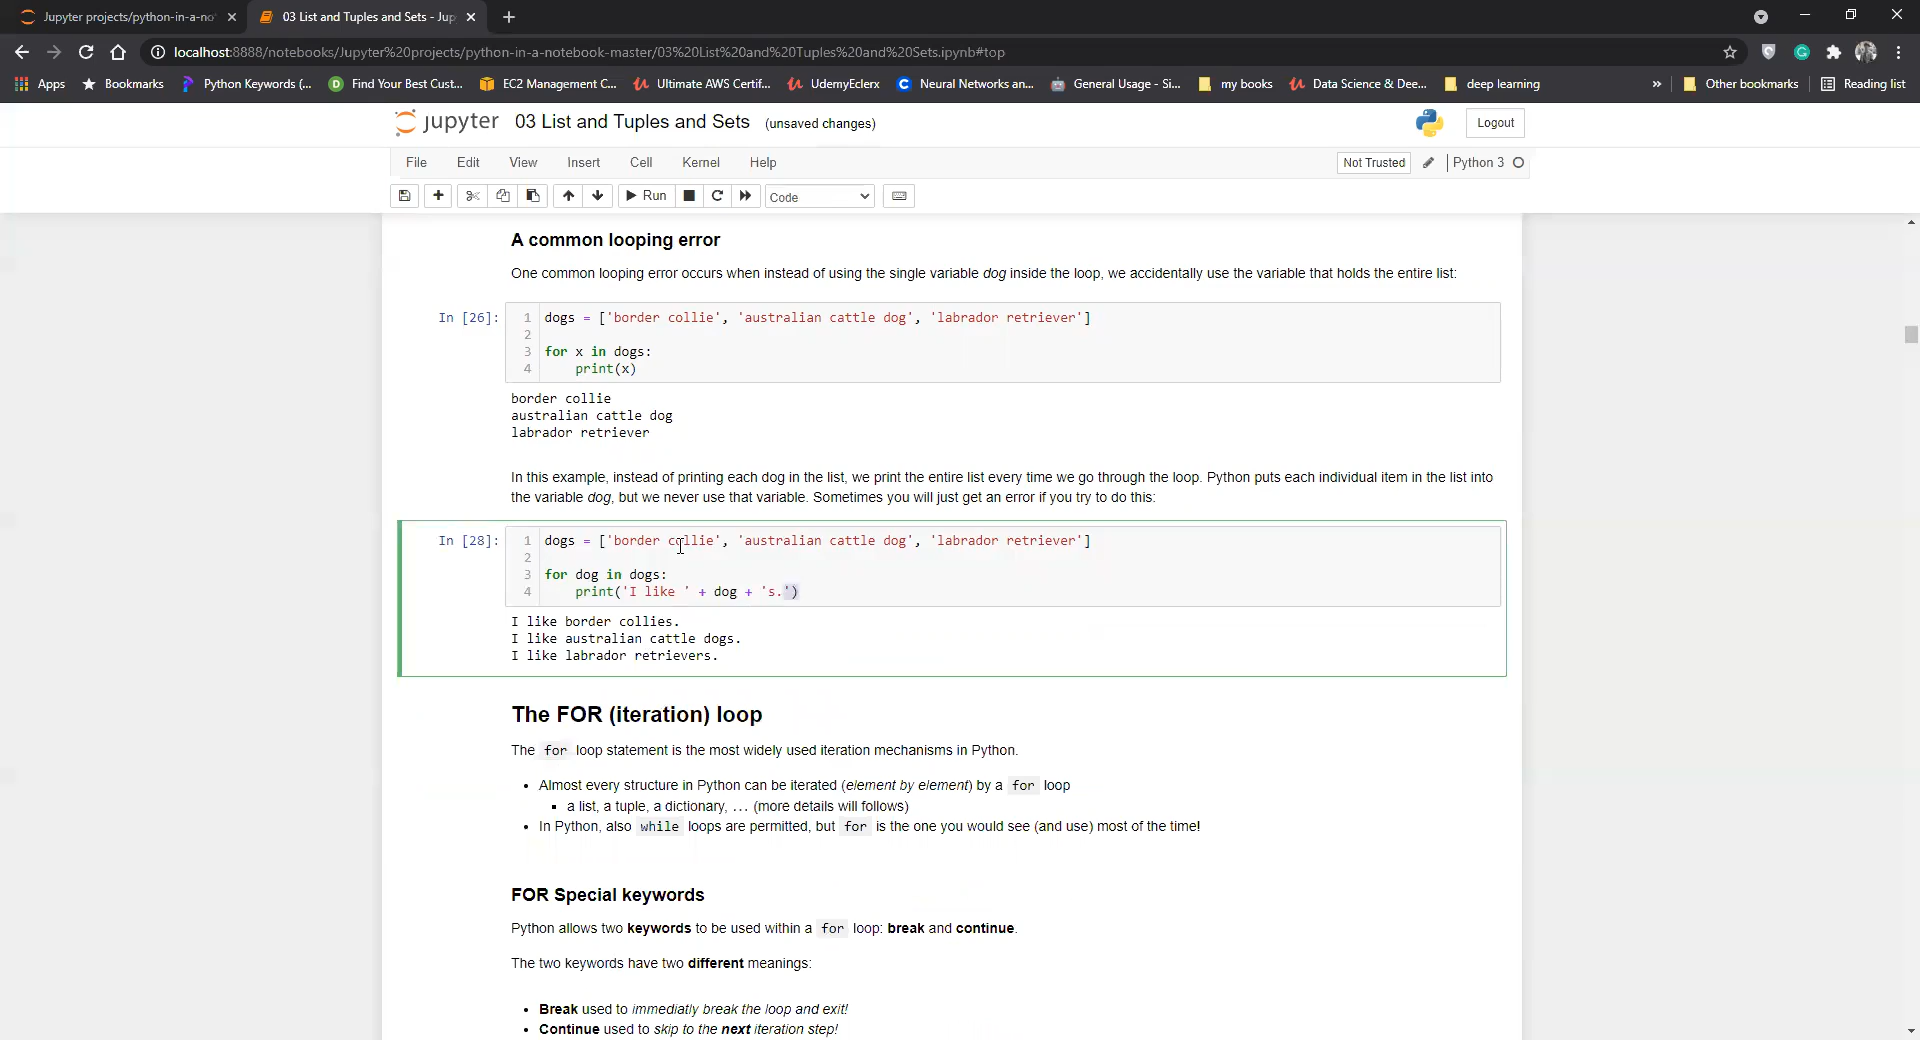 Jupyter projects/python-in-a-no
03 List and Tuples and Sets - Jup
localhost:8888/notebooks/Jupyter%20projects/python-in-a-notebook-master/03%20List%20and%20Tuples%20and%20Sets.ipynb#top
Apps Bookmarks Python Keywords (... Find Your Best Cust... EC2 Management C... Ultimate AWS Certif... UdemyEclerx Neural Networks an... General Usage - Si... my books Data Science & Dee... deep learning » Other bookmarks Reading list
jupyter 03 List and Tuples and Sets (unsaved changes) Logout
File Edit View Insert Cell Kernel Help Not Trusted Python 3
Run Code
A common looping error
One common looping error occurs when instead of using the single variable dog inside the loop, we accidentally use the variable that holds the entire list:
In [26]: 1 dogs = ['border collie', 'australian cattle dog', 'labrador retriever']
2
3 for x in dogs:
4 print(x)
border collie
australian cattle dog
labrador retriever
In this example, instead of printing each dog in the list, we print the entire list every time we go through the loop. Python puts each individual item in the list into
the variable dog, but we never use that variable. Sometimes you will just get an error if you try to do this:
In [28]: 1 dogs = ['border collie', 'australian cattle dog', 'labrador retriever']
2
3 for dog in dogs:
4 print('I like ' + dog + 's.')
I like border collies.
I like australian cattle dogs.
I like labrador retrievers.
The FOR (iteration) loop
The for loop statement is the most widely used iteration mechanisms in Python.
• Almost every structure in Python can be iterated (element by element) by a for loop
▪ a list, a tuple, a dictionary, … (more details will follows)
• In Python, also while loops are permitted, but for is the one you would see (and use) most of the time!
FOR Special keywords
Python allows two keywords to be used within a for loop: break and continue.
The two keywords have two different meanings:
• Break used to immediatly break the loop and exit!
• Continue used to skip to the next iteration step!